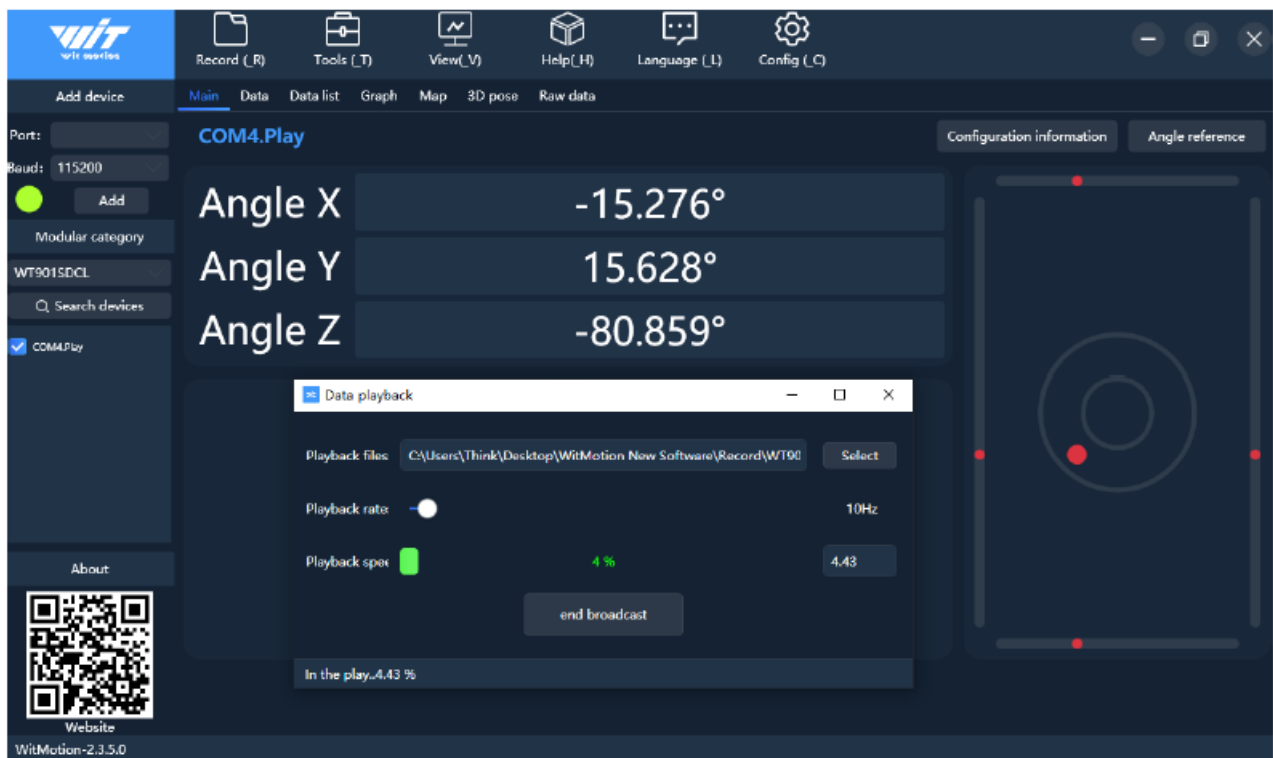 WiT
wit motion
Record (_R)
Tools (_T)
View(_V)
Help(_H)
Language (_L)
Config (_C)
Add device
Main Data Data list Graph Map 3D pose Raw data
Port:
COM4.Play
Configuration information
Angle reference
Baud: 115200
Add
Angle X -15.276°
Modular category
Angle Y 15.628°
WT901SDCL
Search devices
Angle Z -80.859°
COM4.Play
Data playback
Playback files C:\Users\Think\Desktop\WitMotion New Software\Record\WT90 Select
Playback rate: 10Hz
Playback spee 4 % 4.43
About
end broadcast
In the play..4.43 %
Website
WitMotion-2.3.5.0